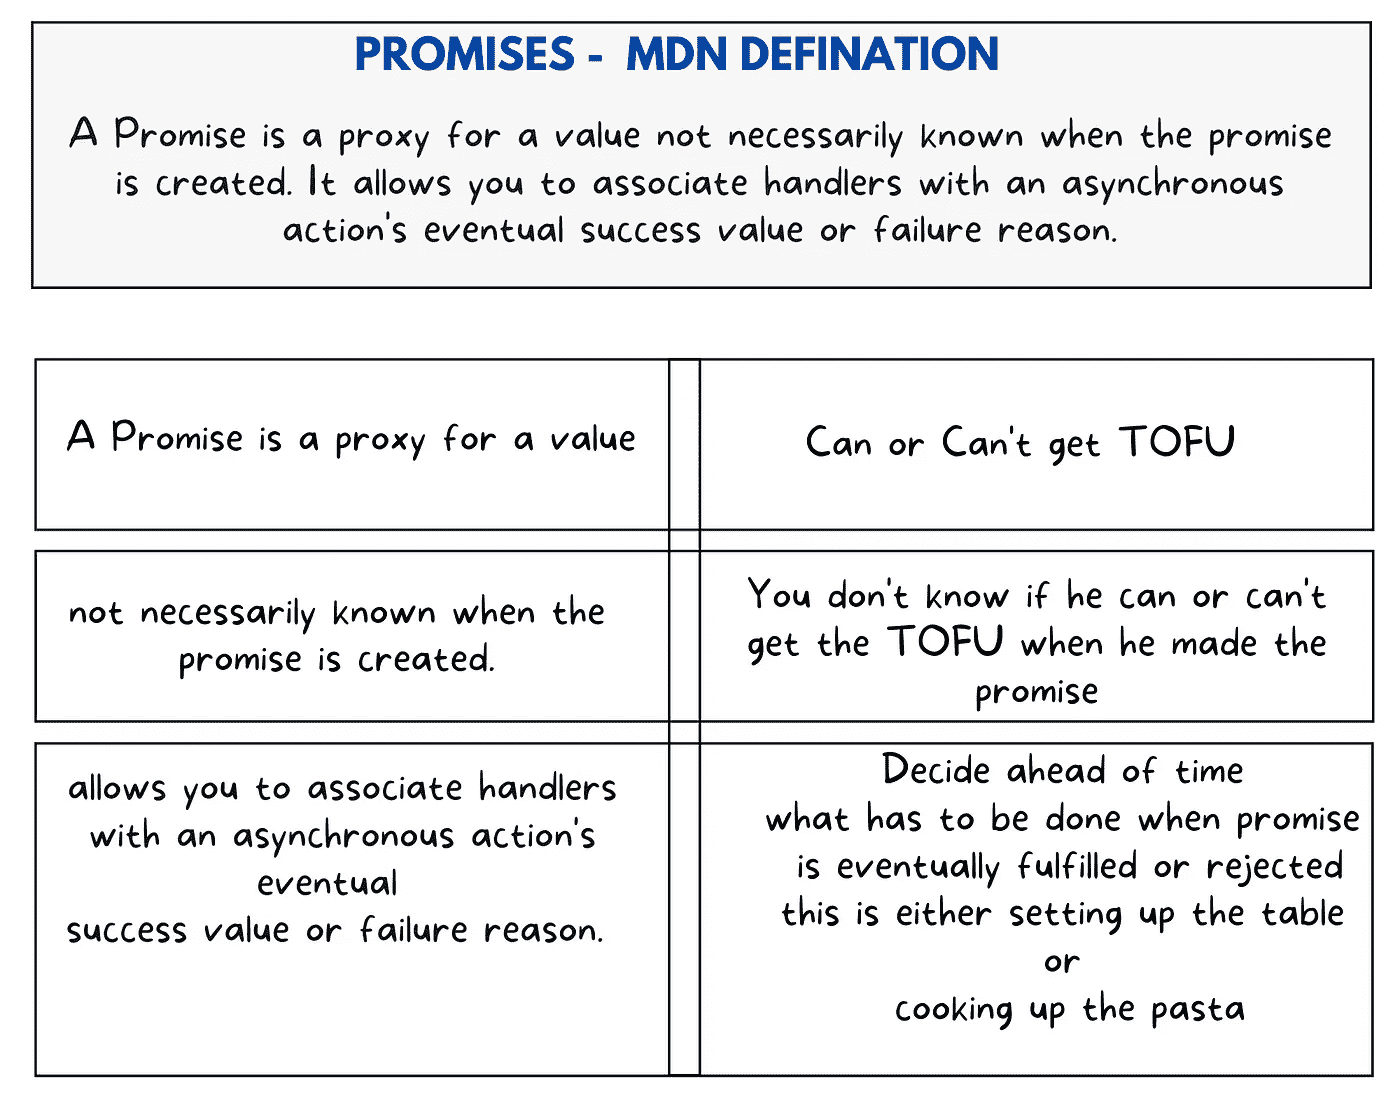 PROMISES - MDN DEFINATION
A Promise is a proxy for a value not necessarily known when the promise
is created. It allows you to associate handlers with an asynchronous
action's eventual success value or failure reason.
A Promise is a proxy for a value
Can or Can't get TOFU
not necessarily known when the
promise is created.
You don't know if he can or can't
get the TOFU when he made the
promise
allows you to associate handlers
with an asynchronous action's
eventual
success value or failure reason.
Decide ahead of time
what has to be done when promise
is eventually fulfilled or rejected
this is either setting up the table
or
cooking up the pasta